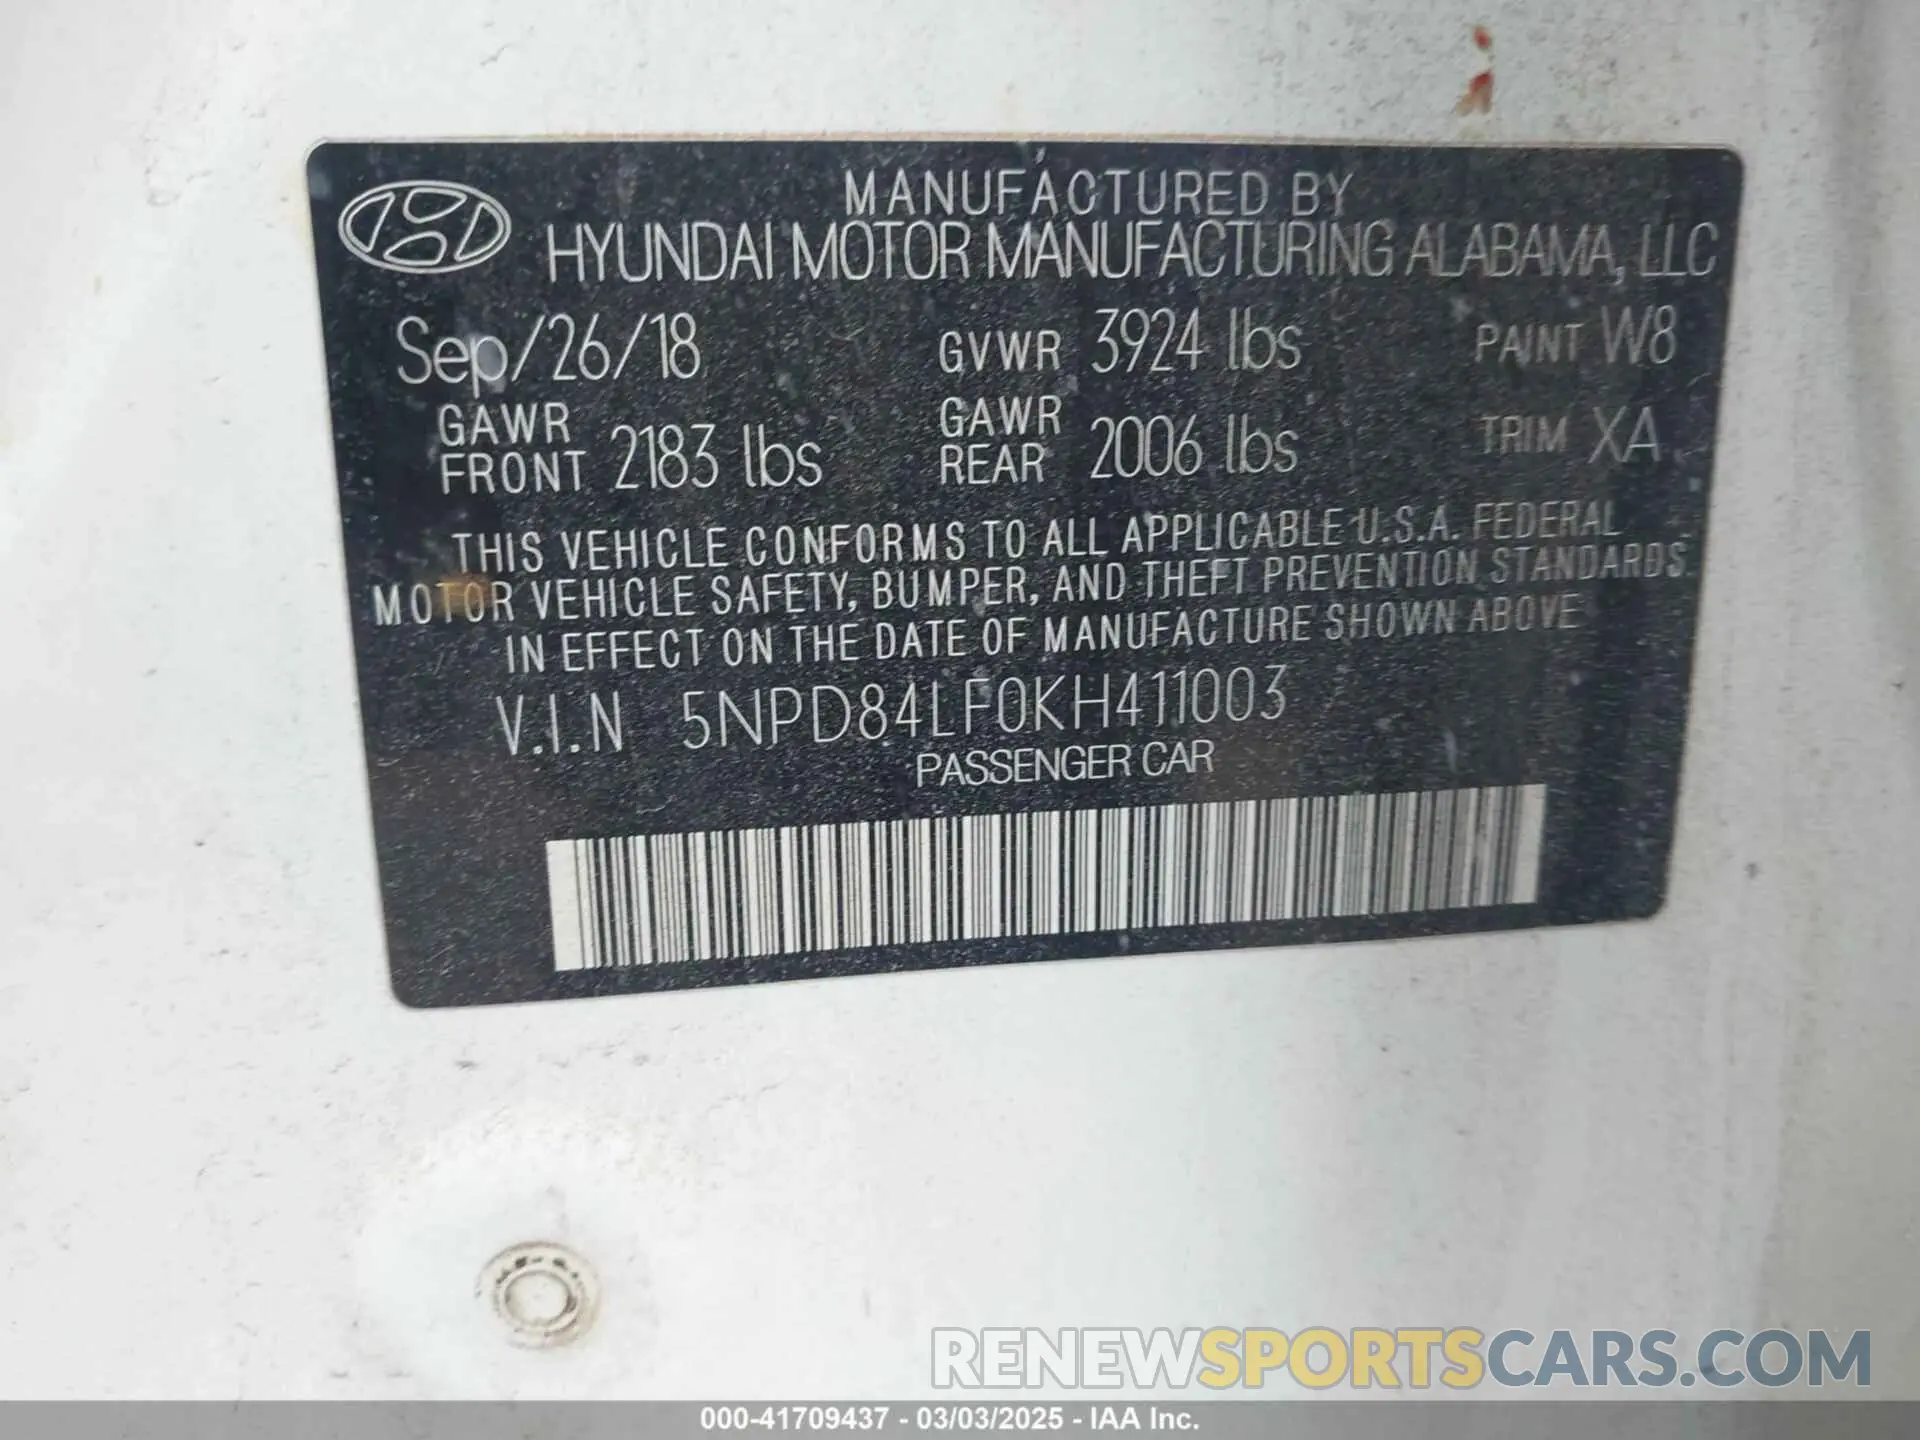 MANUFACTURED BY
HYUNDAI MOTOR MANUFACTURING ALABAMA, LLC
Sep/26/18 GVWR 3924 lbs PAINT W8
GAWR FRONT 2183 lbs GAWR REAR 2006 lbs TRIM XA
THIS VEHICLE CONFORMS TO ALL APPLICABLE U.S.A. FEDERAL
MOTOR VEHICLE SAFETY, BUMPER, AND THEFT PREVENTION STANDARDS
IN EFFECT ON THE DATE OF MANUFACTURE SHOWN ABOVE
V.I.N 5NPD84LF0KH411003
PASSENGER CAR
RENEWSPORTSCARS.COM
000-41709437 - 03/03/2025 - IAA Inc.